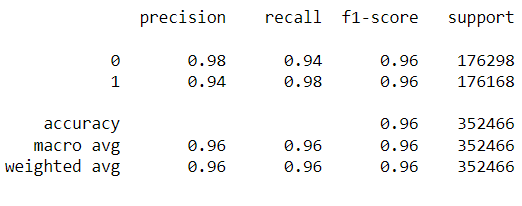 precision recall f1-score support
0 0.98 0.94 0.96 176298
1 0.94 0.98 0.96 176168
accuracy 0.96 352466
macro avg 0.96 0.96 0.96 352466
weighted avg 0.96 0.96 0.96 352466